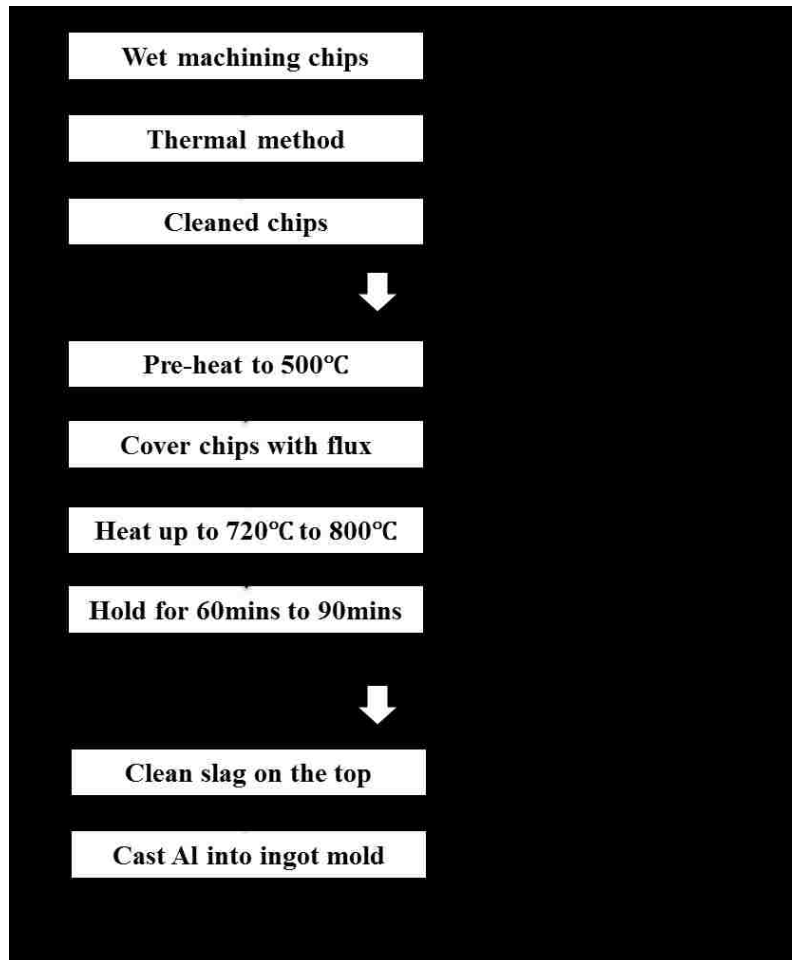 Wet machining chips
Thermal method
Cleaned chips
Pre-heat to 500℃
Cover chips with flux
Heat up to 720℃ to 800℃
Hold for 60mins to 90mins
Clean slag on the top
Cast Al into ingot mold